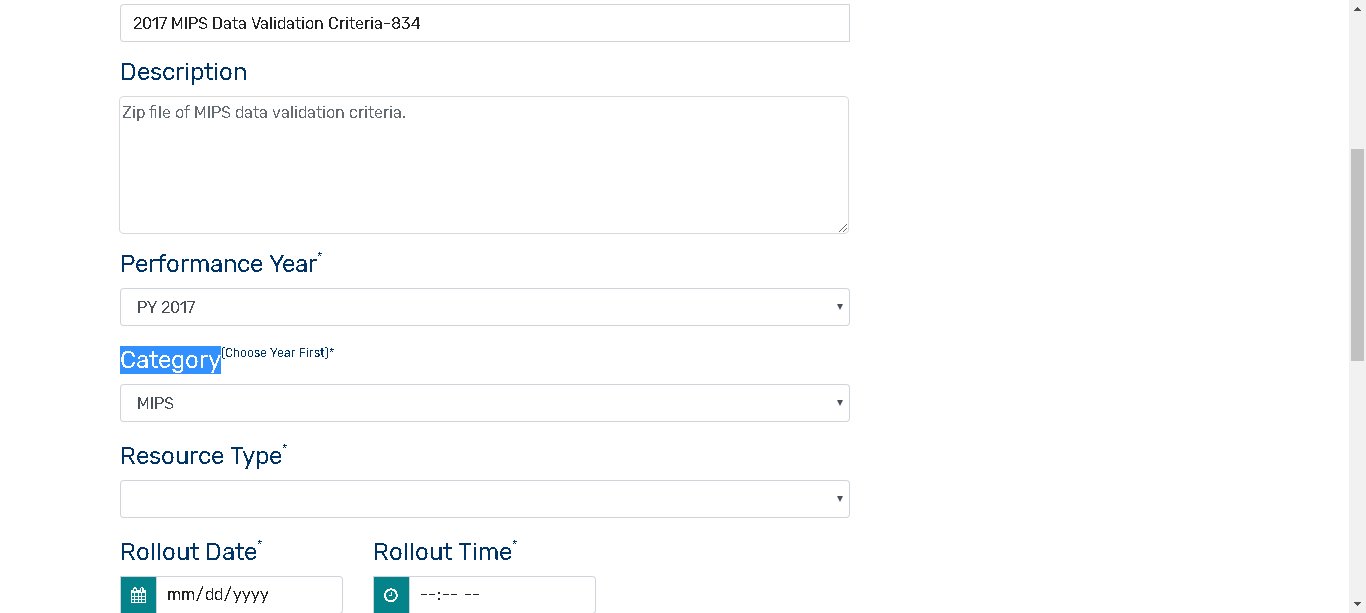 2017 MIPS Data Validation Criteria-834
Description
Zip file of MIPS data validation criteria.
Performance Year*
PY 2017
Category(Choose Year First)*
MIPS
Resource Type*
Rollout Date* Rollout Time*
mm/dd/yyyy --:-- --